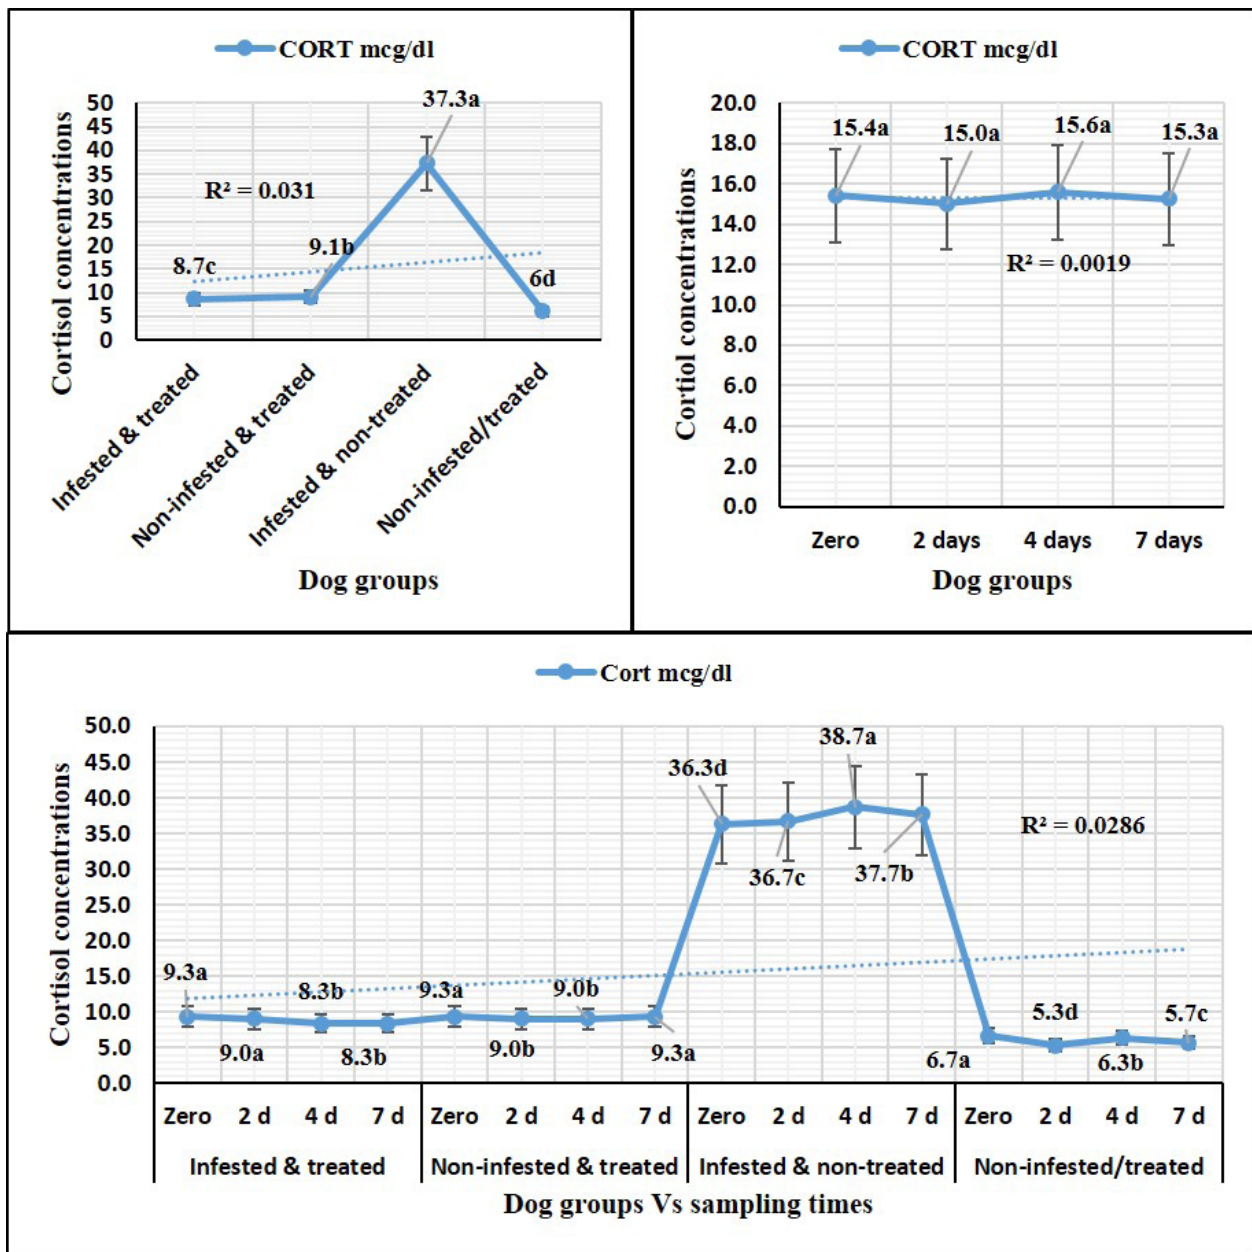 CORT mcg/dl
Cortisol concentrations
50
45
40
35
30
25
20
15
10
5
0
37.3a
R² = 0.031
9.1b
8.7c
6d
Infested & treated
Non-infested & treated
Infested & non-treated
Non-infested/treated
Dog groups
CORT mcg/dl
Cortiol concentrations
20.0
18.0
16.0
14.0
12.0
10.0
8.0
6.0
4.0
2.0
0.0
15.4a
15.0a
15.6a
15.3a
R² = 0.0019
Zero 2 days 4 days 7 days
Dog groups
Cort mcg/dl
Cortisol concentrations
50.0
45.0
40.0
35.0
30.0
25.0
20.0
15.0
10.0
5.0
0.0
9.3a
9.0a
8.3b
8.3b
9.3a
9.0b
9.0b
9.3a
36.3d
36.7c
38.7a
37.7b
6.7a
5.3d
6.3b
5.7c
R² = 0.0286
Zero 2 d 4 d 7 d Zero 2 d 4 d 7 d Zero 2 d 4 d 7 d Zero 2 d 4 d 7 d
Infested & treated Non-infested & treated Infested & non-treated Non-infested/treated
Dog groups Vs sampling times